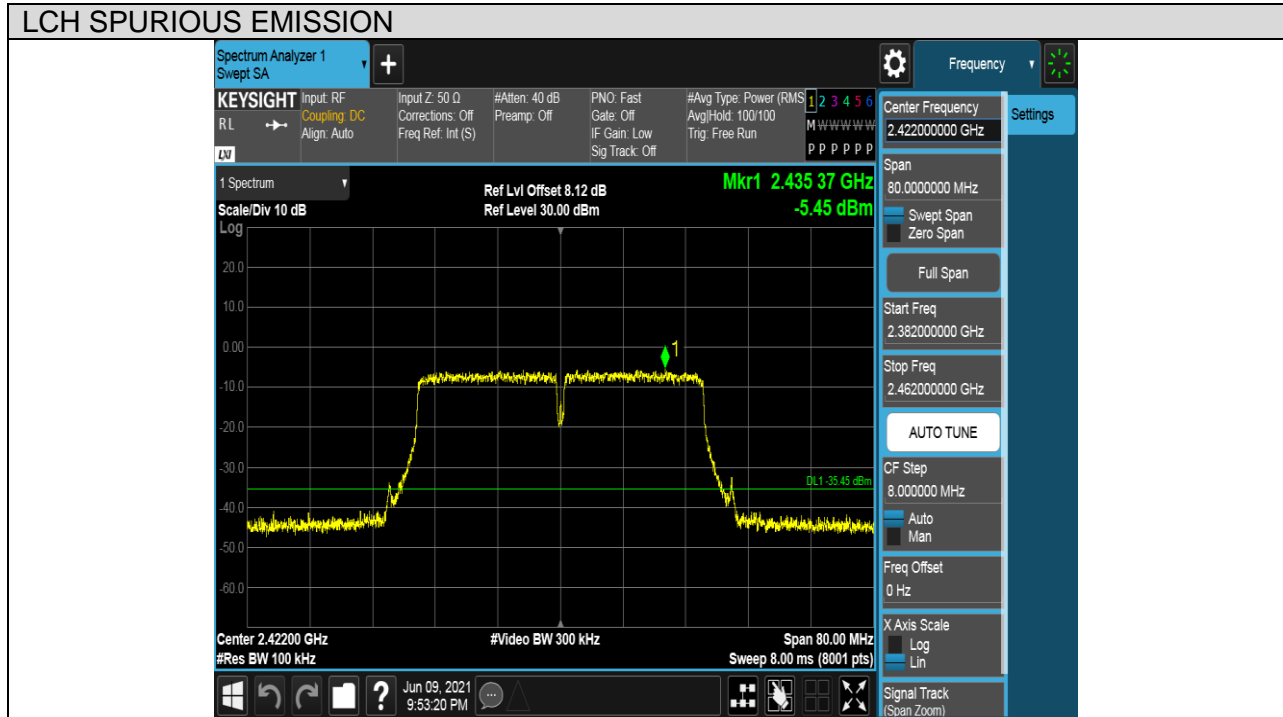 LCH SPURIOUS EMISSION
Spectrum Analyzer 1
Swept SA
+
Frequency
KEYSIGHT
RL
LXI
Input: RF
Coupling: DC
Align: Auto
Input Z: 50 Ω
Corrections: Off
Freq Ref: Int (S)
#Atten: 40 dB
Preamp: Off
PNO: Fast
Gate: Off
IF Gain: Low
Sig Track: Off
#Avg Type: Power (RMS
Avg|Hold: 100/100
Trig: Free Run
1 2 3 4 5 6
M W W W W W
P P P P P P
1 Spectrum
Scale/Div 10 dB
Log
Ref Lvl Offset 8.12 dB
Ref Level 30.00 dBm
Mkr1 2.435 37 GHz
-5.45 dBm
20.0
10.0
0.00
-10.0
-20.0
-30.0
-40.0
-50.0
-60.0
1
DL1 -35.45 dBm
Center 2.42200 GHz
#Res BW 100 kHz
#Video BW 300 kHz
Span 80.00 MHz
Sweep 8.00 ms (8001 pts)
Center Frequency
2.422000000 GHz
Settings
Span
80.0000000 MHz
Swept Span
Zero Span
Full Span
Start Freq
2.382000000 GHz
Stop Freq
2.462000000 GHz
AUTO TUNE
CF Step
8.000000 MHz
Auto
Man
Freq Offset
0 Hz
X Axis Scale
Log
Lin
Signal Track
(Span Zoom)
?
Jun 09, 2021
9:53:20 PM